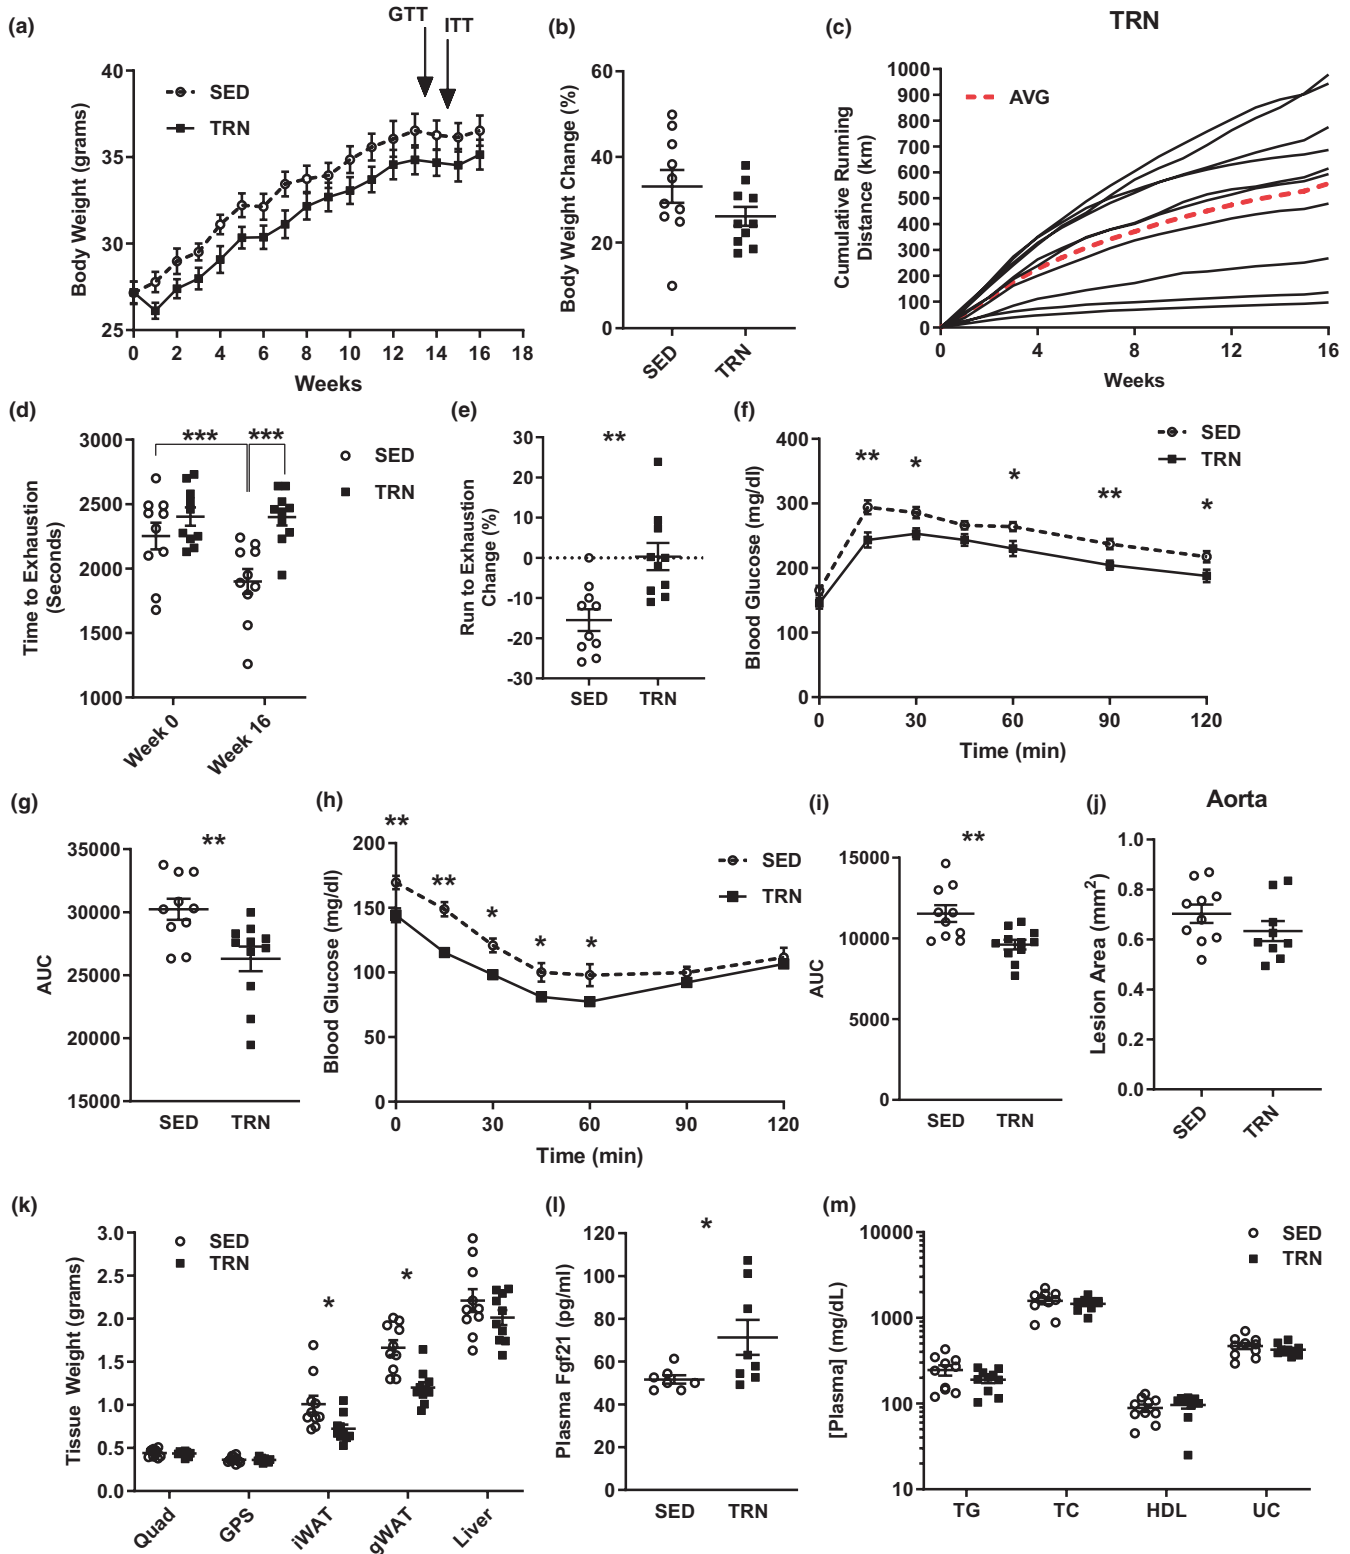 (a)
GTT
ITT
SED
TRN
Body Weight (grams)
40
35
30
25
0 2 4 6 8 10 12 14 16 18
Weeks
(b)
Body Weight Change (%)
60
40
20
0
SED
TRN
(c)
TRN
AVG
Cumulative Running
Distance (km)
1000
900
800
700
600
500
400
300
200
100
0
0 4 8 12 16
Weeks
(d)
Time to Exhaustion
(Seconds)
3000
2500
2000
1500
1000
*** ***
SED
TRN
Week 0
Week 16
(e)
Run to Exhaustion
Change (%)
30
20
10
0
-10
-20
-30
**
SED TRN
(f)
Blood Glucose (mg/dl)
400
300
200
100
0
** * * ** *
SED
TRN
0 30 60 90 120
Time (min)
(g)
AUC
35000
30000
25000
20000
15000
**
SED TRN
(h)
Blood Glucose (mg/dl)
200
150
100
50
0
** ** * * *
SED
TRN
0 30 60 90 120
Time (min)
(i)
AUC
15000
10000
5000
0
**
SED TRN
(j)
Aorta
Lesion Area (mm²)
1.0
0.8
0.6
0.4
0.2
0.0
SED
TRN
(k)
Tissue Weight (grams)
3.0
2.5
2.0
1.5
1.0
0.5
0.0
SED
TRN
* *
Quad
GPS
iWAT
gWAT
Liver
(l)
Plasma Fgf21 (pg/ml)
120
100
80
60
40
20
0
*
SED TRN
(m)
[Plasma] (mg/dL)
10000
1000
100
10
SED
TRN
TG TC HDL UC